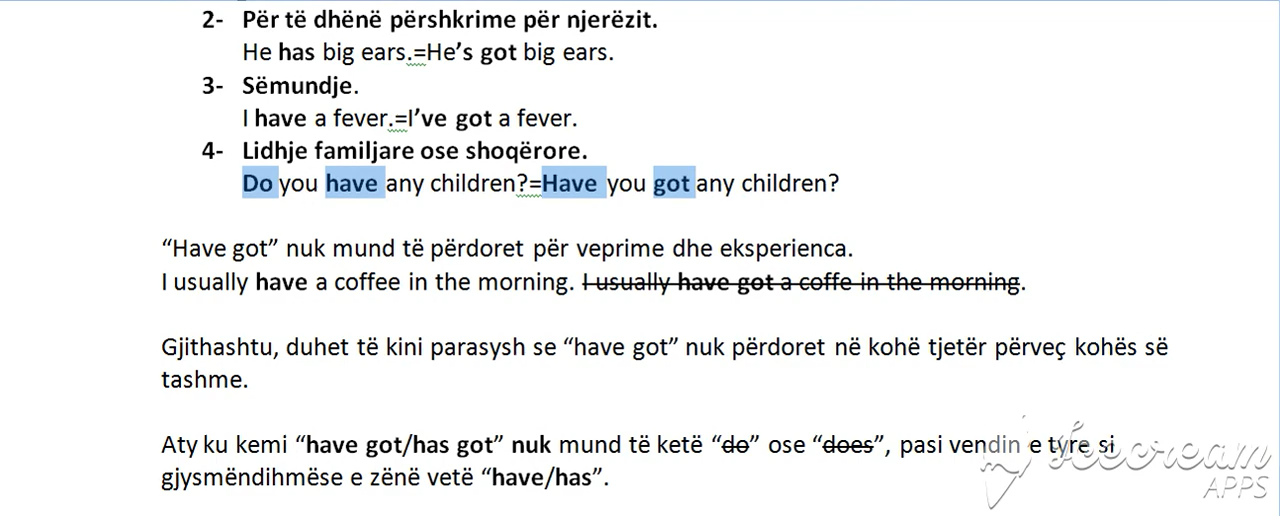 2- Për të dhënë përshkrime për njerëzit.
He has big ears.=He's got big ears.
3- Sëmundje.
I have a fever.=I've got a fever.
4- Lidhje familjare ose shoqërore.
Do you have any children?=Have you got any children?
“Have got” nuk mund të përdoret për veprime dhe eksperienca.
I usually have a coffee in the morning. I usually have got a coffe in the morning.
Gjithashtu, duhet të kini parasysh se “have got” nuk përdoret në kohë tjetër përveç kohës së
tashme.
Aty ku kemi “have got/has got” nuk mund të ketë “do” ose “does”, pasi vendin e tyre si
gjysmëndihmëse e zënë vetë “have/has”.
Icecream
APPS